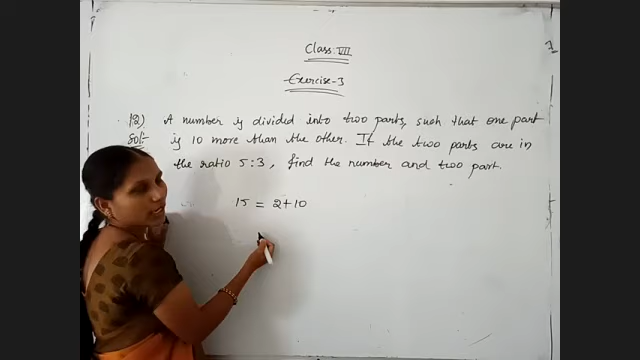 Class: VII
Exercise-3
12) A number is divided into two parts, such that one part
Sol:- is 10 more than the other. If the two parts are in
the ratio 5:3, find the number and two part.
15 = 2+10